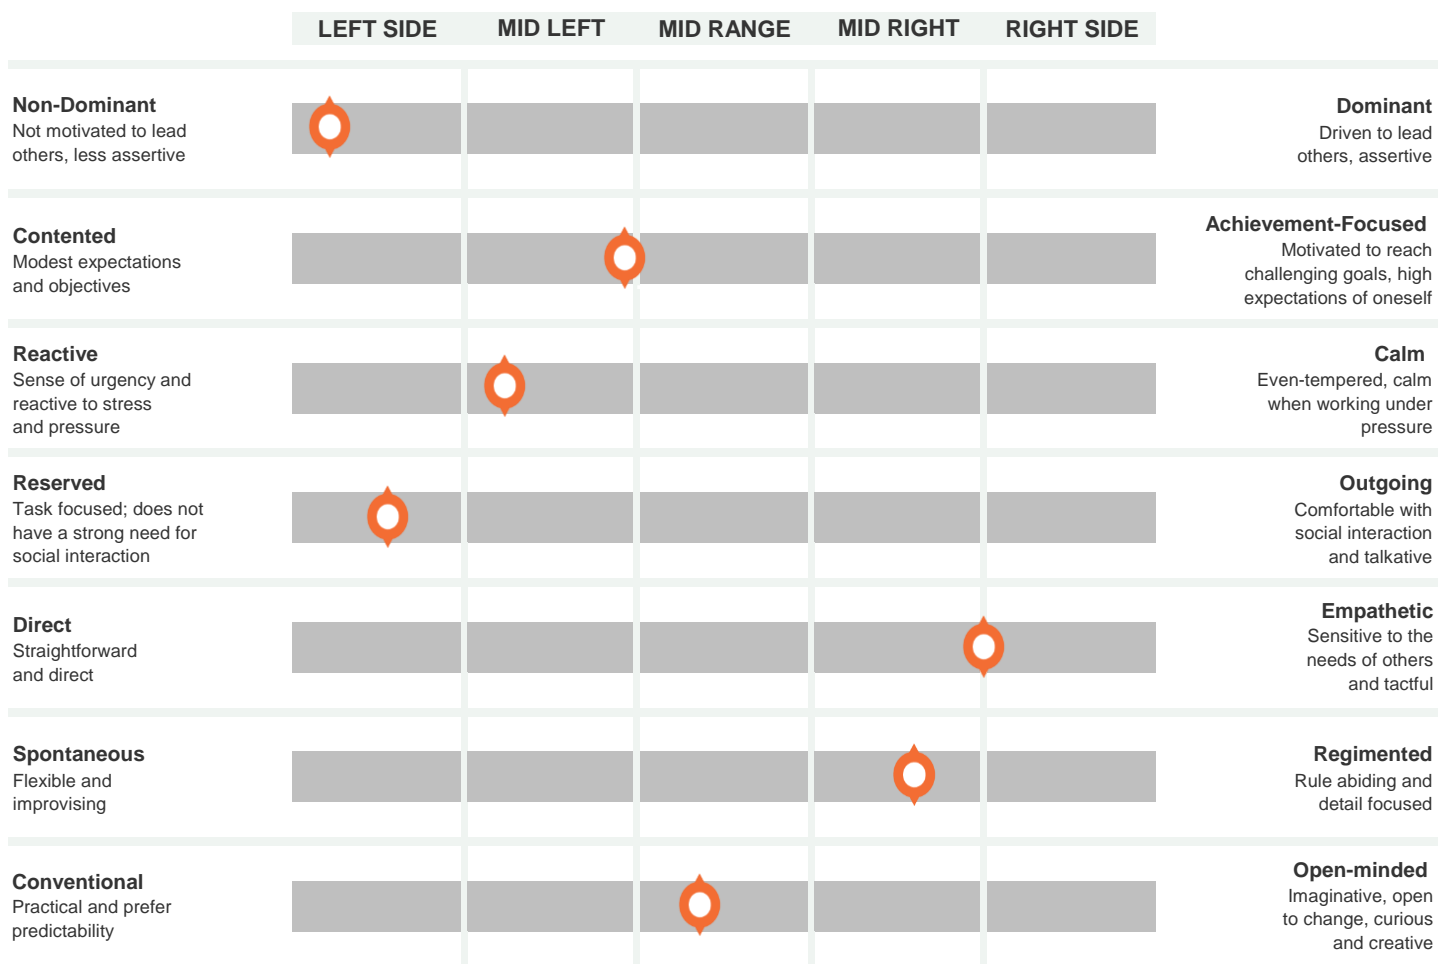 LEFT SIDE MID LEFT MID RANGE MID RIGHT RIGHT SIDE
Non-Dominant
Not motivated to lead
others, less assertive
Dominant
Driven to lead
others, assertive
Contented
Modest expectations
and objectives
Achievement-Focused
Motivated to reach
challenging goals, high
expectations of oneself
Reactive
Sense of urgency and
reactive to stress
and pressure
Calm
Even-tempered, calm
when working under
pressure
Reserved
Task focused; does not
have a strong need for
social interaction
Outgoing
Comfortable with
social interaction
and talkative
Direct
Straightforward
and direct
Empathetic
Sensitive to the
needs of others
and tactful
Spontaneous
Flexible and
improvising
Regimented
Rule abiding and
detail focused
Conventional
Practical and prefer
predictability
Open-minded
Imaginative, open
to change, curious
and creative